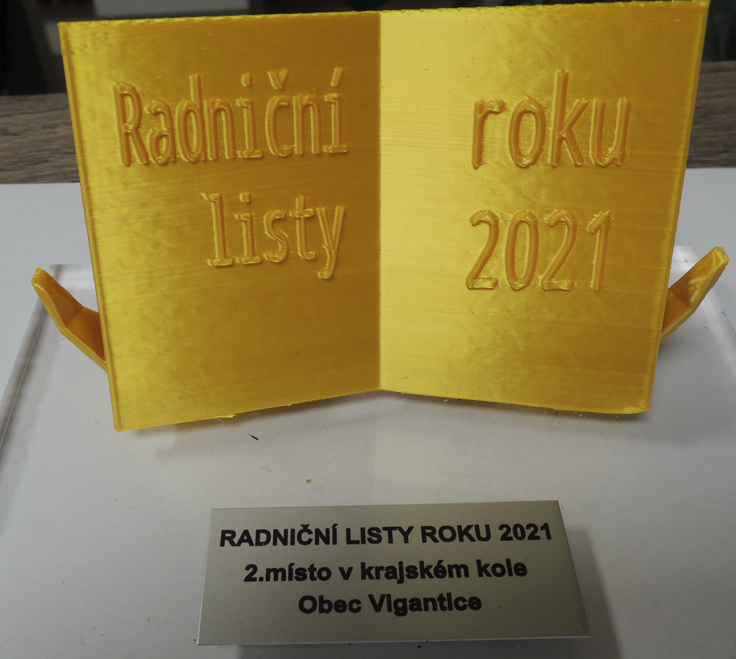 Radniční
listy
roku
2021
RADNIČNÍ LISTY ROKU 2021
2.místo v krajském kole
Obec Vigantice